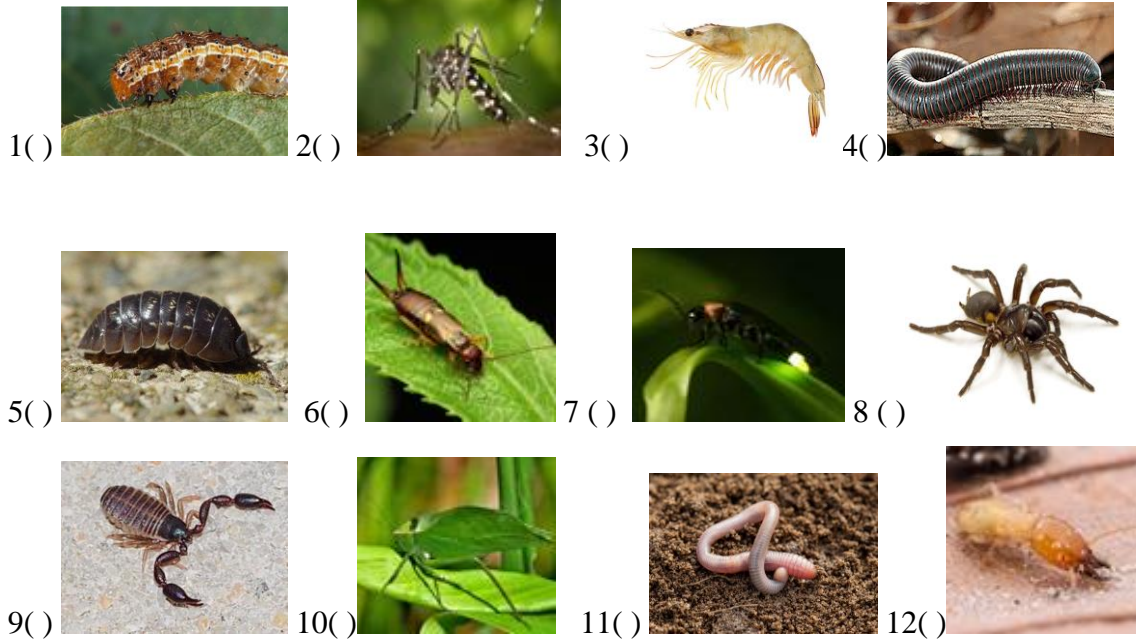 1( ) 2( ) 3( ) 4( )
5( ) 6( ) 7 ( ) 8 ( )
9( ) 10( ) 11( ) 12( )